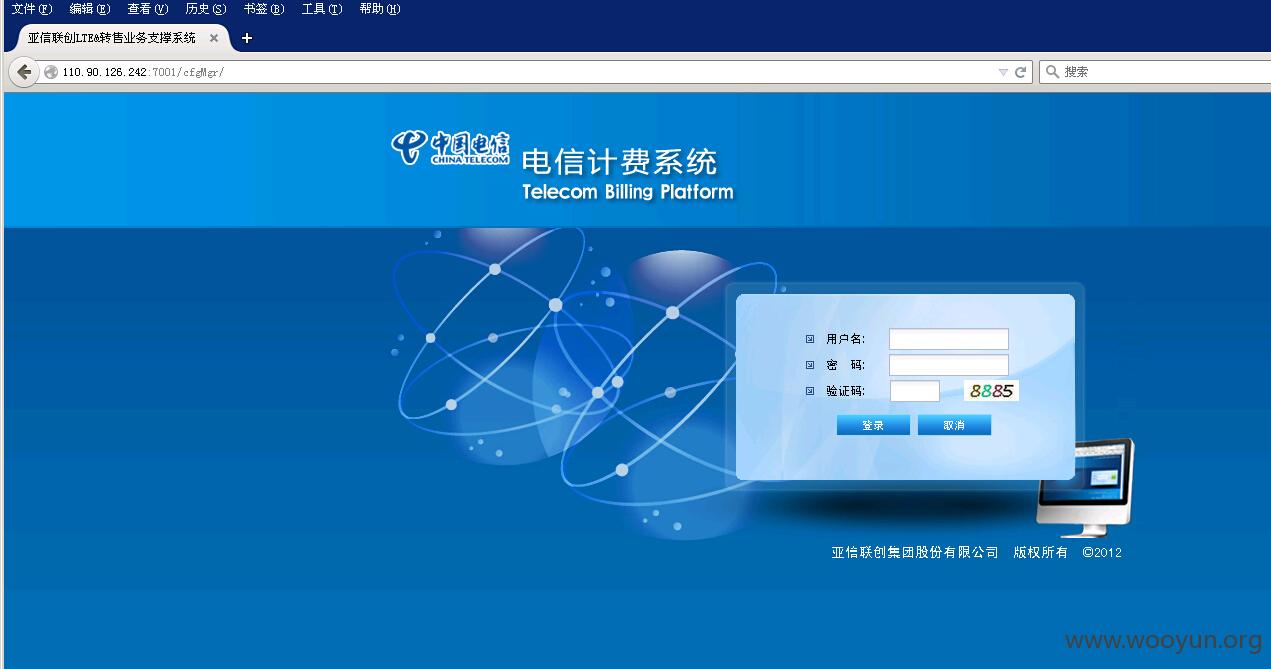 文件(F) 编辑(E) 查看(V) 历史(S) 书签(B) 工具(T) 帮助(H)
亚信联创LTE&转售业务支撑系统 × +
110.90.126.242:7001/cfgMgr/
搜索
中国电信
CHINA TELECOM
电信计费系统
Telecom Billing Platform
用户名:
密 码:
验证码: 8885
登录 取消
亚信联创集团股份有限公司 版权所有 ©2012
www.wooyun.org